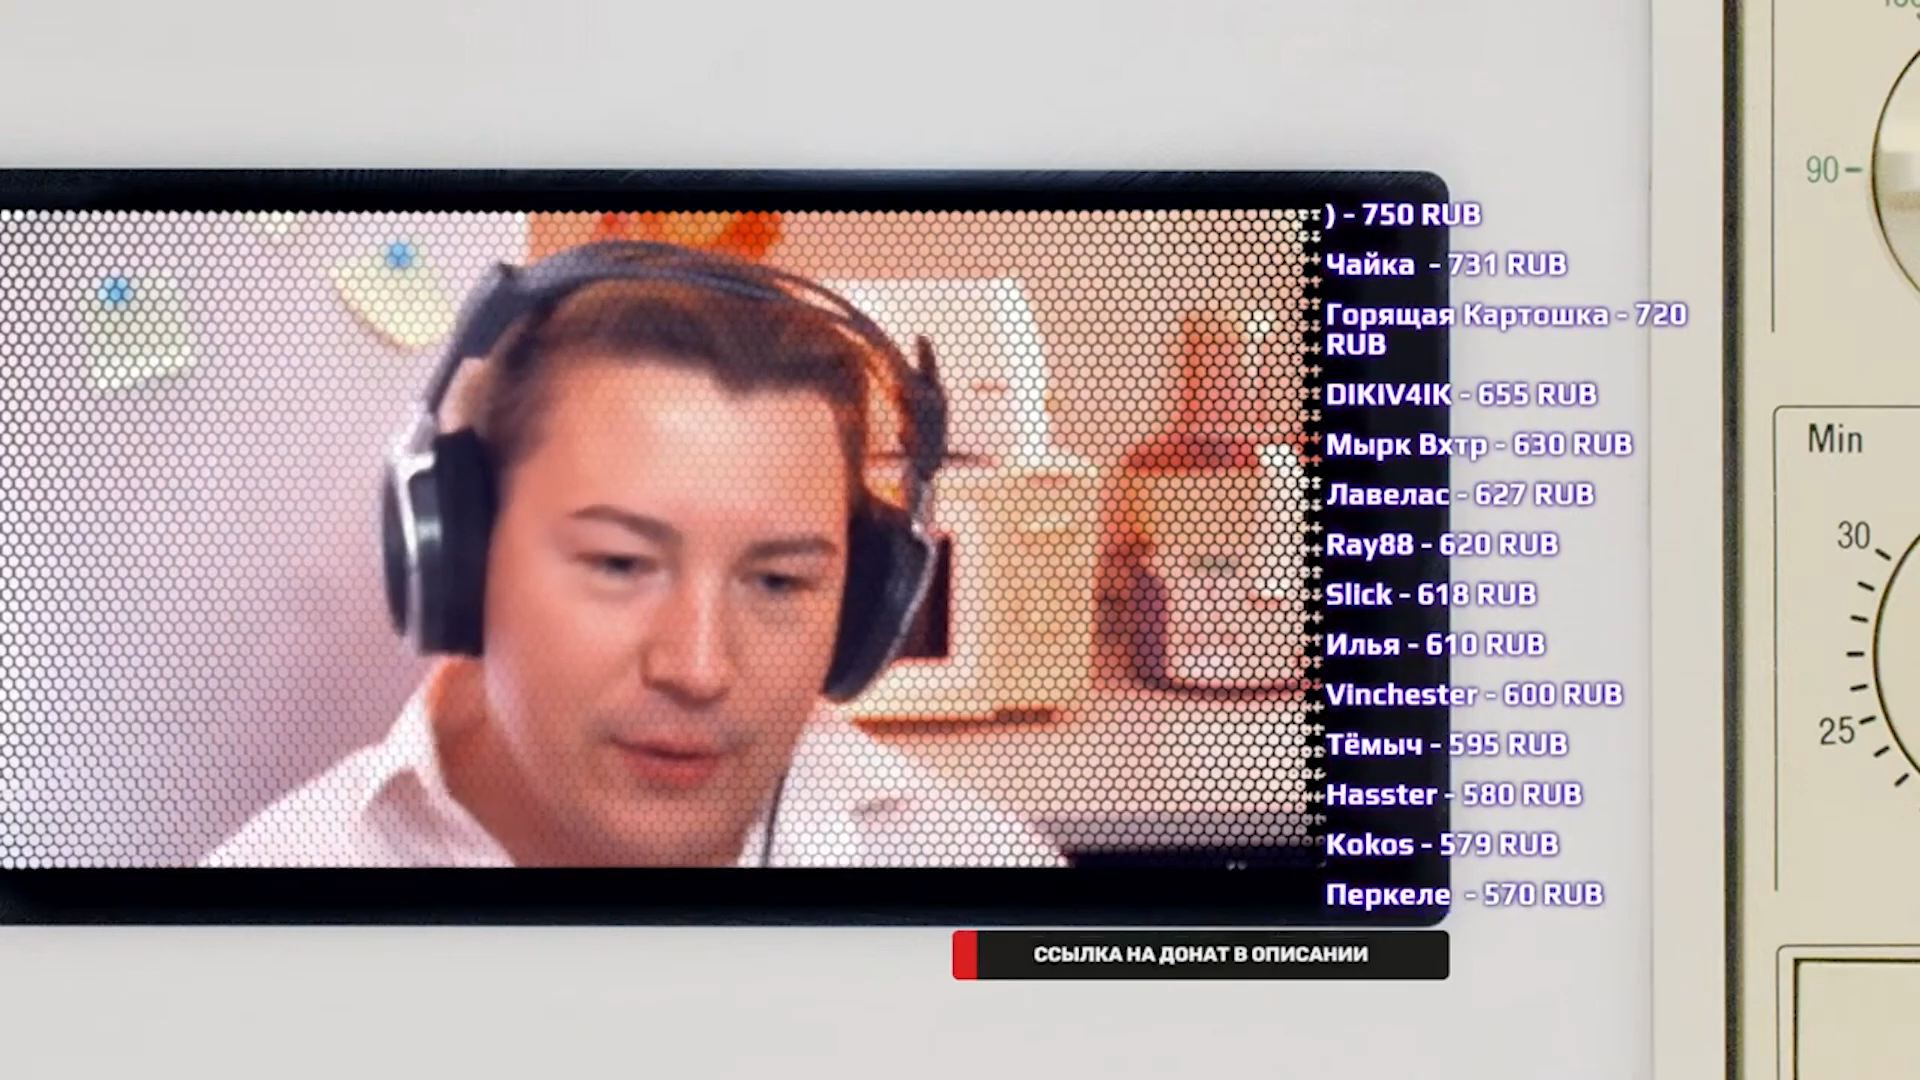 ) - 750 RUB
Чайка - 731 RUB
Горящая Картошка - 720
RUB
DIKIV4IK - 655 RUB
Мырк Вхтр - 630 RUB
Лавелас - 627 RUB
Ray88 - 620 RUB
Slick - 618 RUB
Илья - 610 RUB
Vinchester - 600 RUB
Тёмыч - 595 RUB
Hasster - 580 RUB
Kokos - 579 RUB
Перкеле - 570 RUB
ССЫЛКА НА ДОНАТ В ОПИСАНИИ
90
Min
30
25